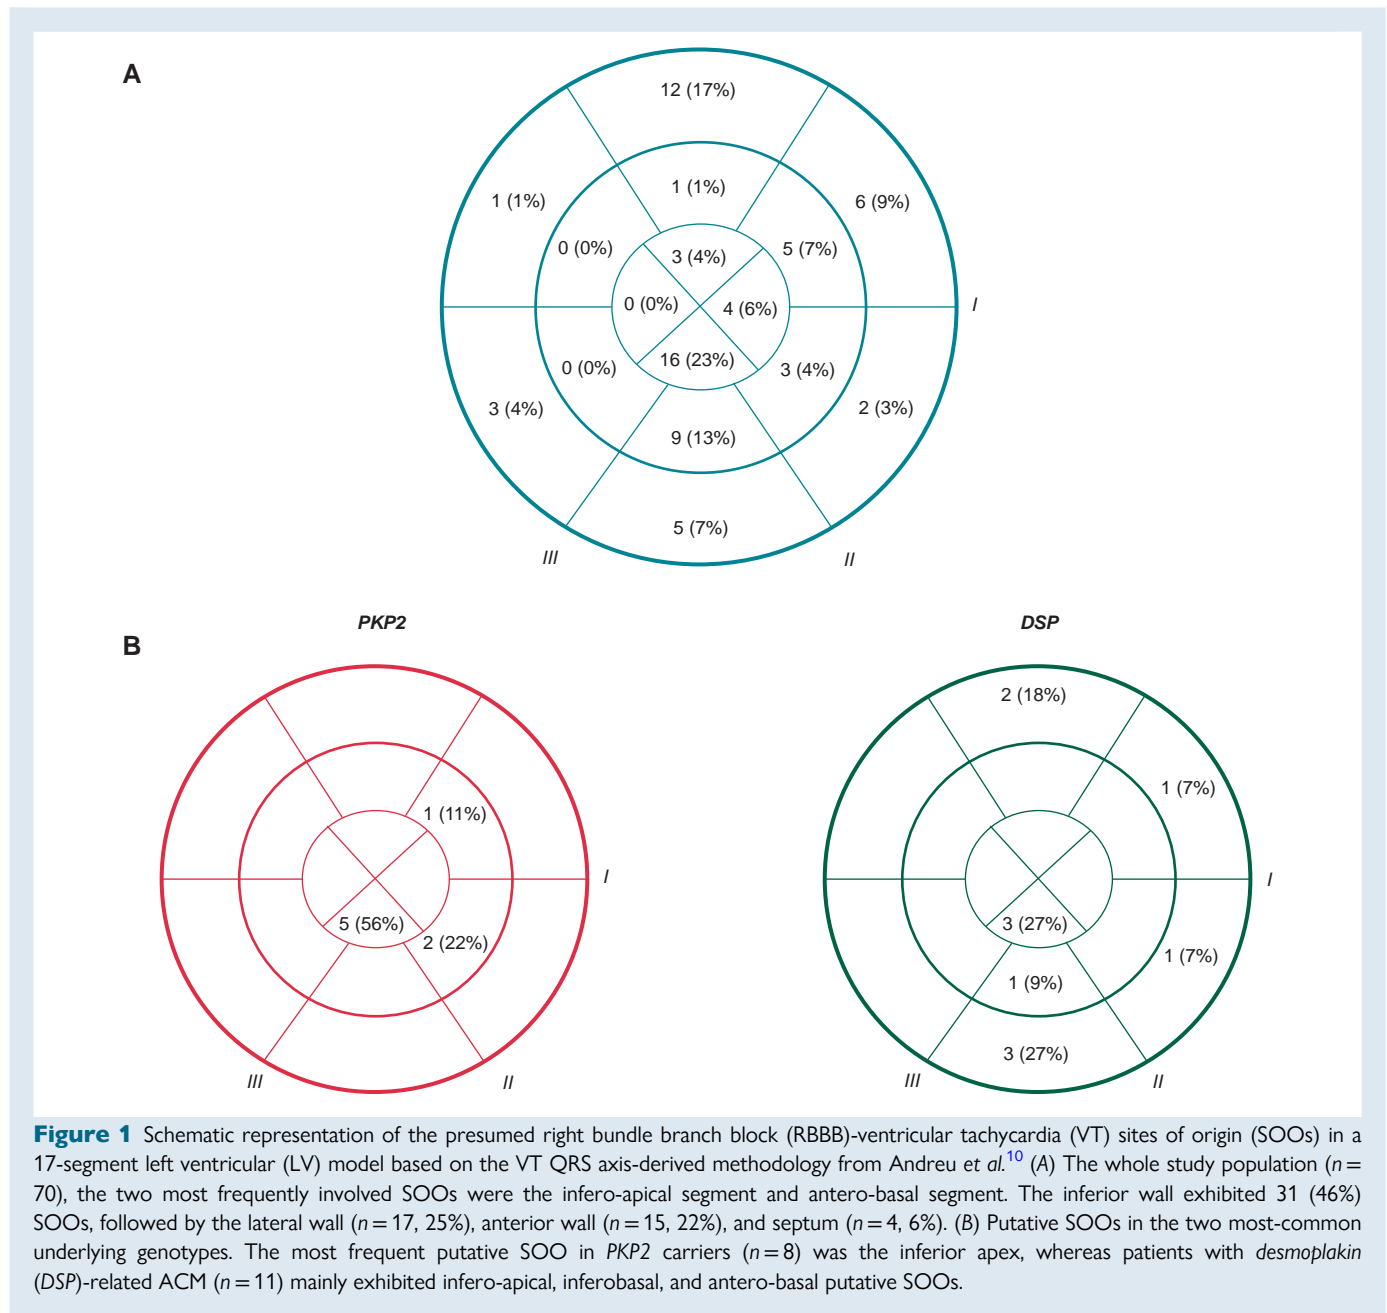 A
12 (17%)
1 (1%)
1 (1%)
6 (9%)
0 (0%)
3 (4%)
5 (7%)
0 (0%)
4 (6%)
I
16 (23%)
0 (0%)
3 (4%)
3 (4%)
2 (3%)
9 (13%)
5 (7%)
III
II
B
PKP2
1 (11%)
I
5 (56%)
2 (22%)
III
II
DSP
2 (18%)
1 (7%)
I
3 (27%)
1 (7%)
1 (9%)
3 (27%)
III
II
Figure 1 Schematic representation of the presumed right bundle branch block (RBBB)-ventricular tachycardia (VT) sites of origin (SOOs) in a
17-segment left ventricular (LV) model based on the VT QRS axis-derived methodology from Andreu et al.10 (A) The whole study population (n =
70), the two most frequently involved SOOs were the infero-apical segment and antero-basal segment. The inferior wall exhibited 31 (46%)
SOOs, followed by the lateral wall (n = 17, 25%), anterior wall (n = 15, 22%), and septum (n = 4, 6%). (B) Putative SOOs in the two most-common
underlying genotypes. The most frequent putative SOO in PKP2 carriers (n = 8) was the inferior apex, whereas patients with desmoplakin
(DSP)-related ACM (n = 11) mainly exhibited infero-apical, inferobasal, and antero-basal putative SOOs.